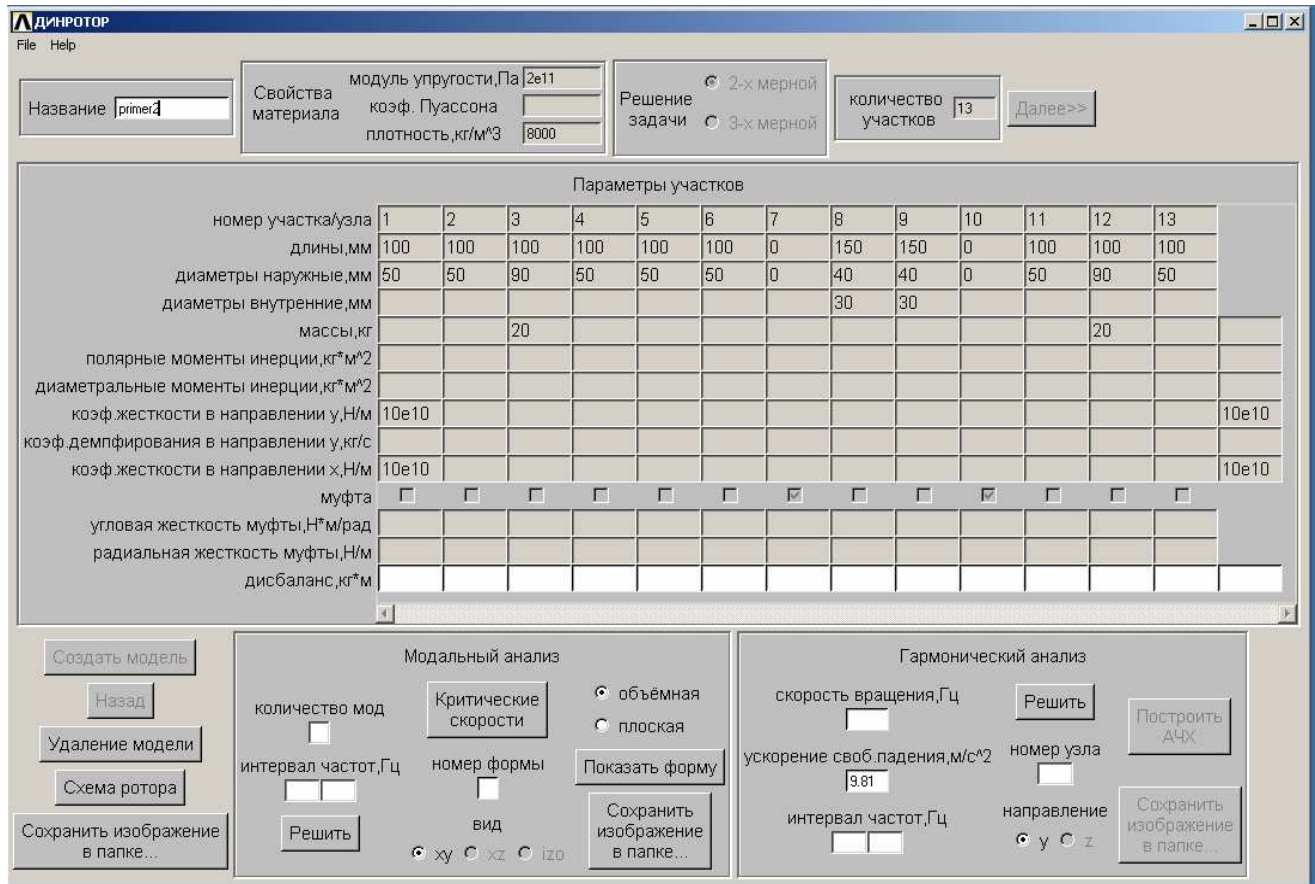 ДИНРОТОР
File Help
Название primer2
Свойства материала
модуль упругости,Па 2e11
коэф. Пуассона
плотность,кг/м^3 8000
Решение задачи
2-х мерной
3-х мерной
количество участков 13
Далее>>
Параметры участков
номер участка/узла 1 2 3 4 5 6 7 8 9 10 11 12 13
длины,мм 100 100 100 100 100 100 0 150 150 0 100 100 100
диаметры наружные,мм 50 50 90 50 50 50 0 40 40 0 50 90 50
диаметры внутренние,мм 30 30
массы,кг 20 20
полярные моменты инерции,кг*м^2
диаметральные моменты инерции,кг*м^2
коэф.жесткости в направлении y,Н/м 10e10 10e10
коэф.демпфирования в направлении y,кг/с
коэф.жесткости в направлении x,Н/м 10e10 10e10
муфта
угловая жесткость муфты,Н*м/рад
радиальная жесткость муфты,Н/м
дисбаланс,кг*м
Создать модель
Назад
Удаление модели
Схема ротора
Сохранить изображение
в папке...
Модальный анализ
количество мод
Критические
скорости
объёмная
плоская
интервал частот,Гц
номер формы
Показать форму
Решить
вид
xy xz izo
Сохранить
изображение
в папке...
Гармонический анализ
скорость вращения,Гц
Решить
Построить
АЧХ
ускорение своб.падения,м/с^2
9.81
номер узла
интервал частот,Гц
направление
y z
Сохранить
изображение
в папке...